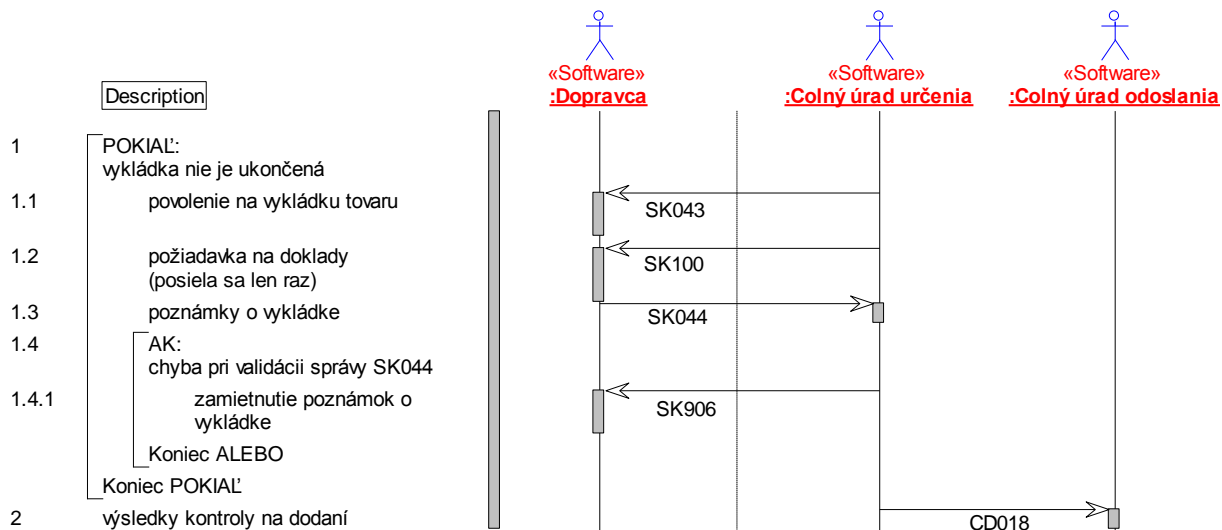 «Software»
:Dopravca
«Software»
:Colný úrad určenia
«Software»
:Colný úrad odoslania
Description
1 POKIAĽ:
vykládka nie je ukončená
1.1 povolenie na vykládku tovaru
SK043
1.2 požiadavka na doklady
(posiela sa len raz)
SK100
1.3 poznámky o vykládke
SK044
1.4 AK:
chyba pri validácii správy SK044
1.4.1 zamietnutie poznámok o
vykládke
SK906
Koniec ALEBO
Koniec POKIAĽ
2 výsledky kontroly na dodaní
CD018